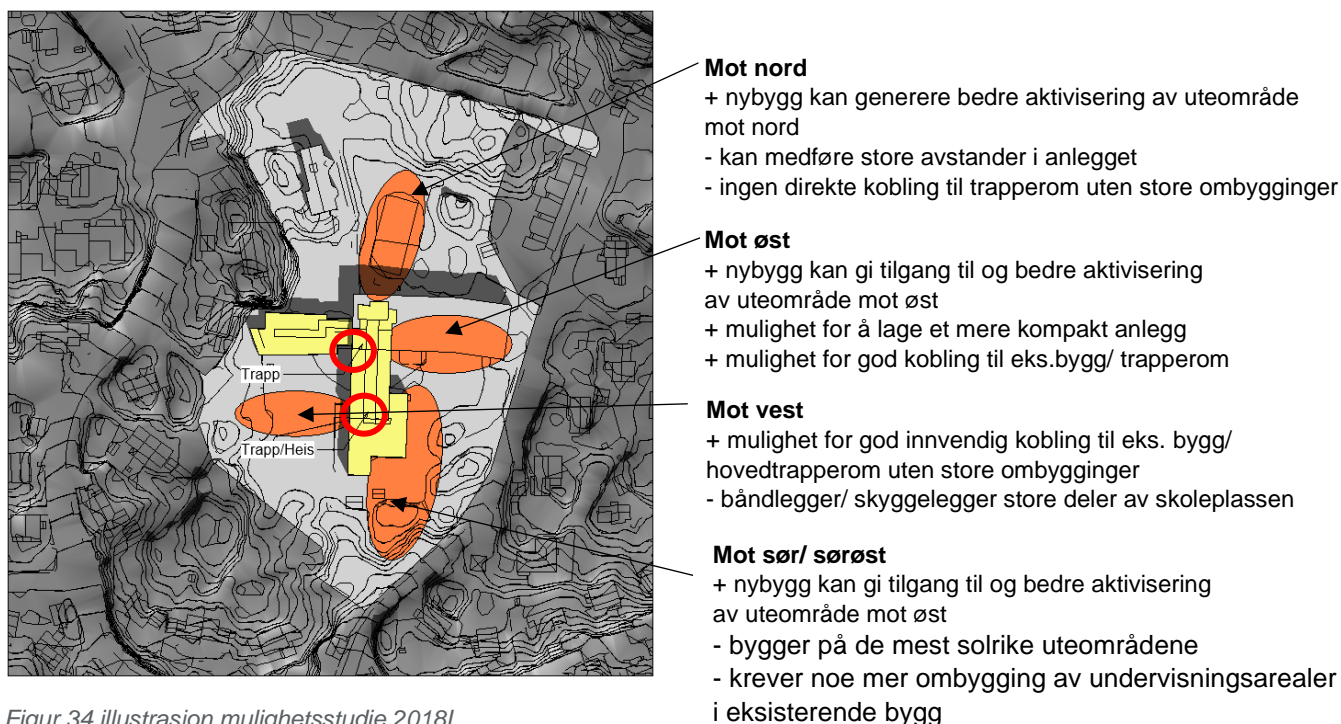 Mot nord
+ nybygg kan generere bedre aktivisering av uteområde
mot nord
- kan medføre store avstander i anlegget
- ingen direkte kobling til trapperom uten store ombygginger
Mot øst
+ nybygg kan gi tilgang til og bedre aktivisering
av uteområde mot øst
+ mulighet for å lage et mere kompakt anlegg
+ mulighet for god kobling til eks.bygg/ trapperom
Mot vest
+ mulighet for god innvendig kobling til eks. bygg/
hovedtrapperom uten store ombygginger
- båndlegger/ skyggelegger store deler av skoleplassen
Mot sør/ sørøst
+ nybygg kan gi tilgang til og bedre aktivisering
av uteområde mot øst
- bygger på de mest solrike uteområdene
- krever noe mer ombygging av undervisningsarealer
i eksisterende bygg
Trapp
Trapp/Heis
Figur 34 illustrasjon mulighetsstudie 2018I